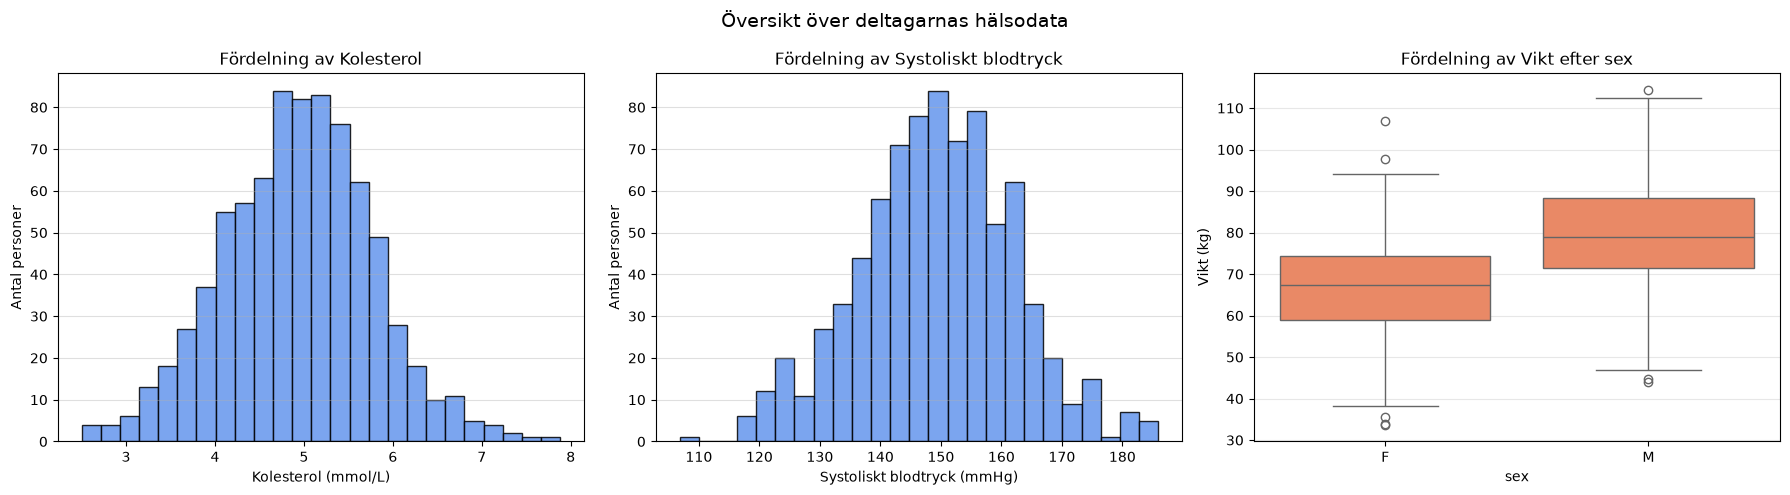 Översikt över deltagarnas hälsodata
Fördelning av Kolesterol
Antal personer
80
70
60
50
40
30
20
10
0
3 4 5 6 7 8
Kolesterol (mmol/L)
Fördelning av Systoliskt blodtryck
Antal personer
80
70
60
50
40
30
20
10
0
110 120 130 140 150 160 170 180
Systoliskt blodtryck (mmHg)
Fördelning av Vikt efter sex
Vikt (kg)
110
100
90
80
70
60
50
40
30
F M
sex